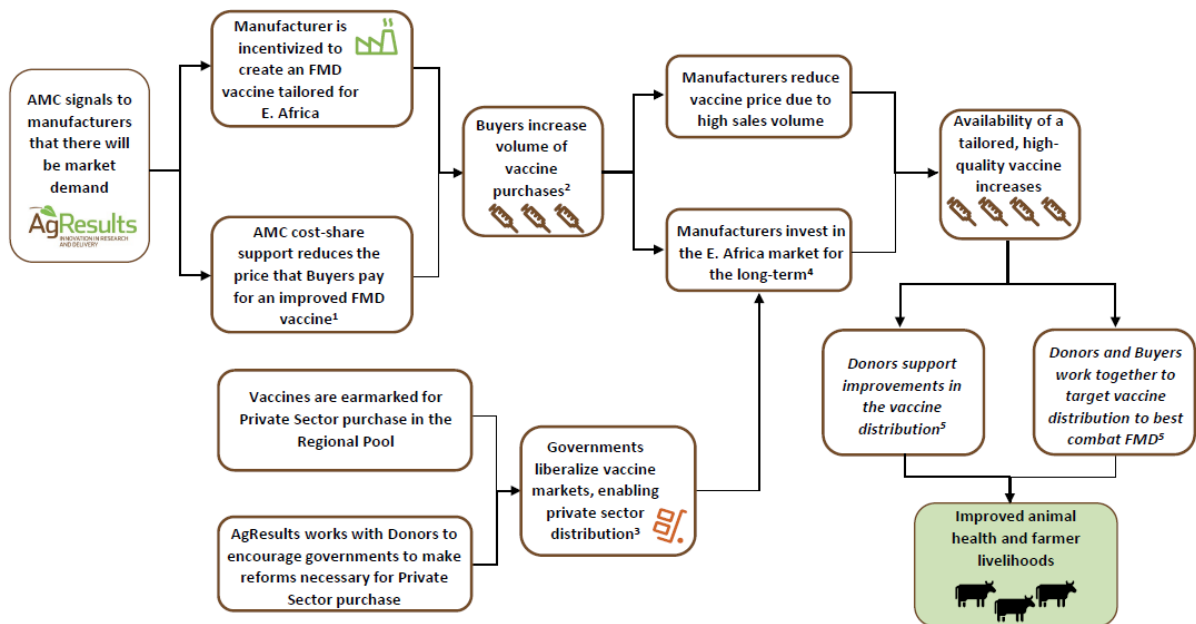 AMC signals to
manufacturers
that there will
be market
demand
AgResults
INNOVATION IN RESEARCH
AND DELIVERY
Manufacturer is
incentivized to
create an FMD
vaccine tailored for
E. Africa
AMC cost-share
support reduces the
price that Buyers pay
for an improved FMD
vaccine¹
Buyers increase
volume of
vaccine
purchases²
Manufacturers reduce
vaccine price due to
high sales volume
Manufacturers invest in
the E. Africa market for
the long-term⁴
Availability of a
tailored, high-
quality vaccine
increases
Vaccines are earmarked for
Private Sector purchase in the
Regional Pool
AgResults works with Donors to
encourage governments to make
reforms necessary for Private
Sector purchase
Governments
liberalize vaccine
markets, enabling
private sector
distribution³
Donors support
improvements in
the vaccine
distribution⁵
Donors and Buyers
work together to
target vaccine
distribution to best
combat FMD⁵
Improved animal
health and farmer
livelihoods